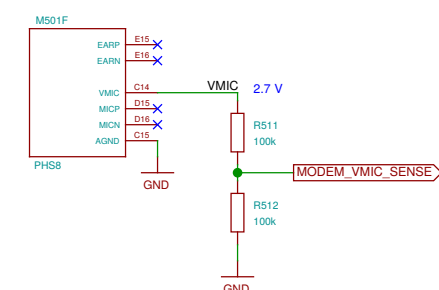 M501F
EARP E15
EARN E16
VMIC C14
MICP D15
MICN D16
AGND C15
PHS8
GND
VMIC 2.7 V
R511
100k
MODEM_VMIC_SENSE
R512
100k
GND